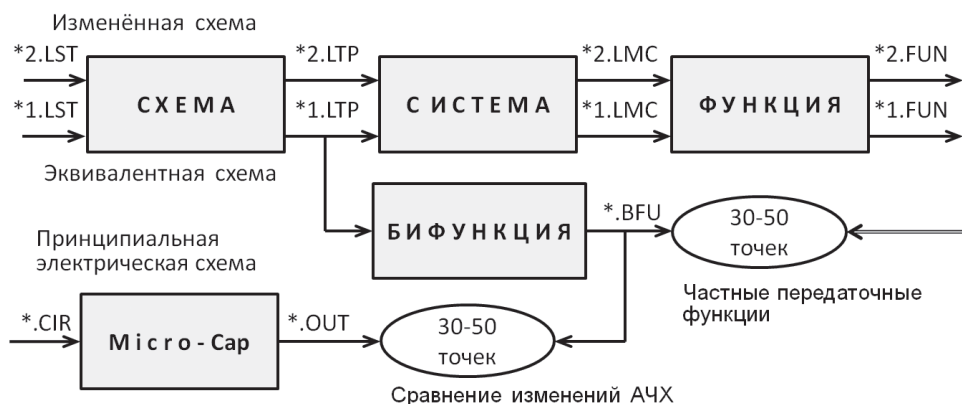 Изменённая схема
*2.LST
*2.LTP
*2.LMC
*2.FUN
СХЕМА
СИСТЕМА
ФУНКЦИЯ
*1.LST
*1.LTP
*1.LMC
*1.FUN
Эквивалентная схема
БИФУНКЦИЯ
*.BFU
30-50
точек
Принципиальная
электрическая схема
Частные передаточные
функции
*.CIR
Micro-Cap
*.OUT
30-50
точек
Сравнение изменений АЧХ